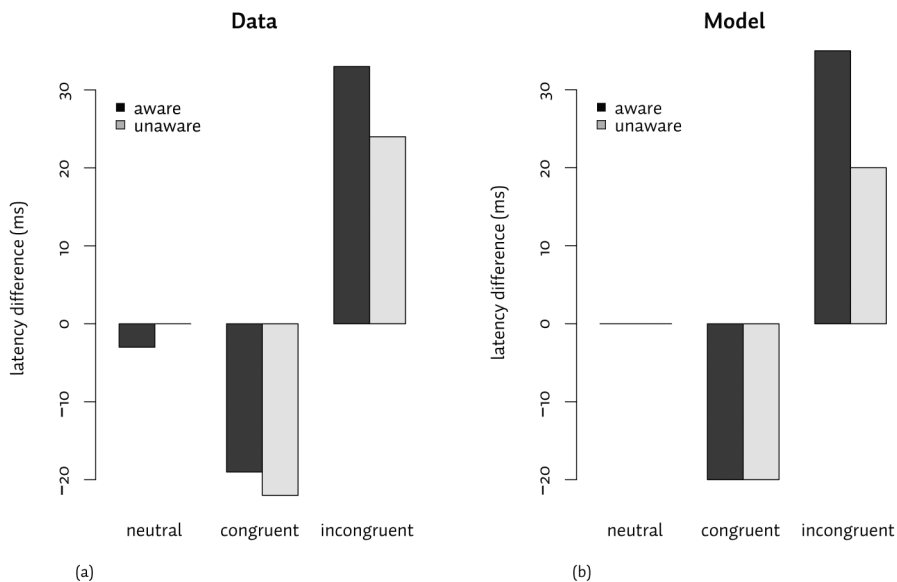 Data
aware
unaware
latency difference (ms)
30
20
10
0
−10
−20
neutral congruent incongruent
(a)
Model
aware
unaware
latency difference (ms)
30
20
10
0
−10
−20
neutral congruent incongruent
(b)